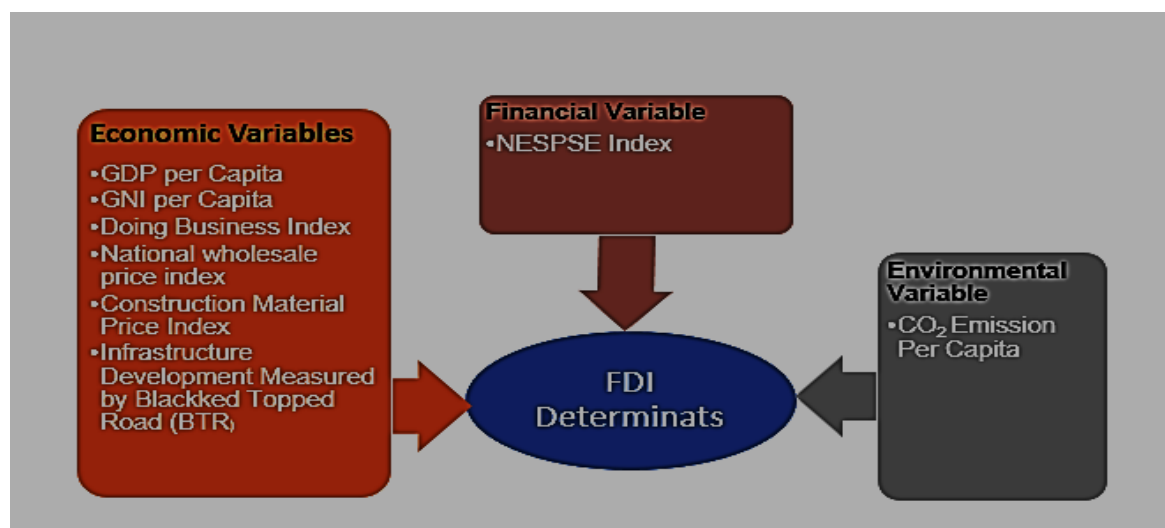 Economic Variables
•GDP per Capita
•GNI per Capita
•Doing Business Index
•National wholesale
price index
•Construction Material
Price Index
•Infrastructure
Development Measured
by Blackked Topped
Road (BTR)
Financial Variable
•NESPSE Index
Environmental
Variable
•CO₂ Emission
Per Capita
FDI
Determinats